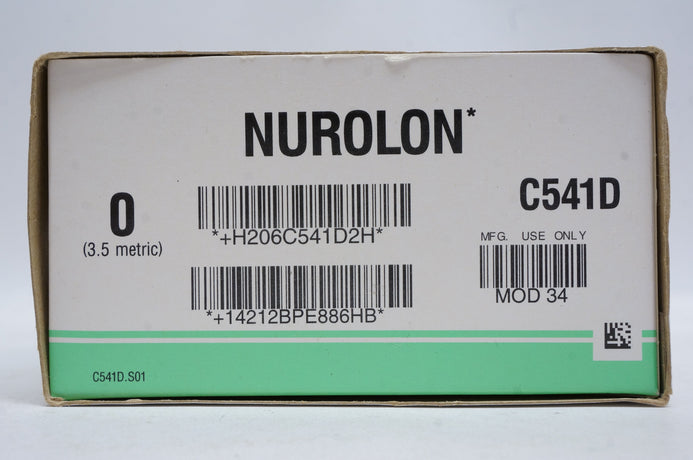 NUROLON*
0
(3.5 metric)
C541D
*+H206C541D2H*
MFG. USE ONLY
MOD 34
*+14212BPE886HB*
C541D.S01